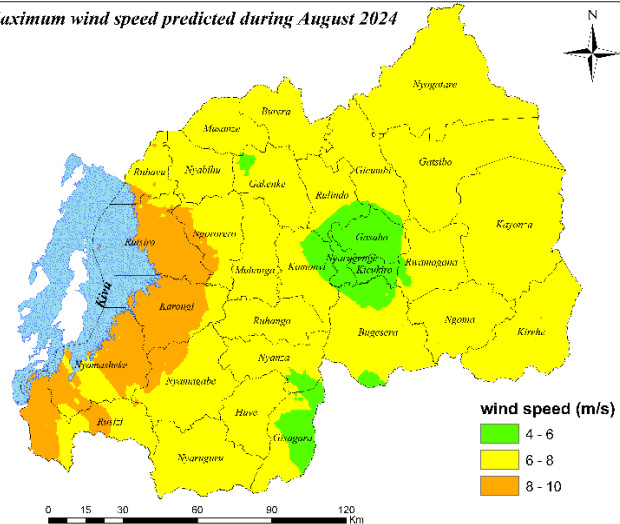 aximum wind speed predicted during August 2024
N
Nyagatare
Burera
Musanze
Gatsibo
Rubavu
Nyabihu
Gicumbi
Gakenke
Rulindo
Kayonza
Rutsiro
Ngororero
Gasabo
Nyarugenge
Rwamagana
Muhanga
Kamonyi
Kicukiro
Kivu
Karongi
Ruhango
Ngoma
Kirehe
Bugesera
Nyanza
Nyamasheke
Nyamagabe
Huye
Rusizi
Gisagara
Nyaruguru
wind speed (m/s)
4 - 6
6 - 8
8 - 10
0 15 30 60 90 120
Km